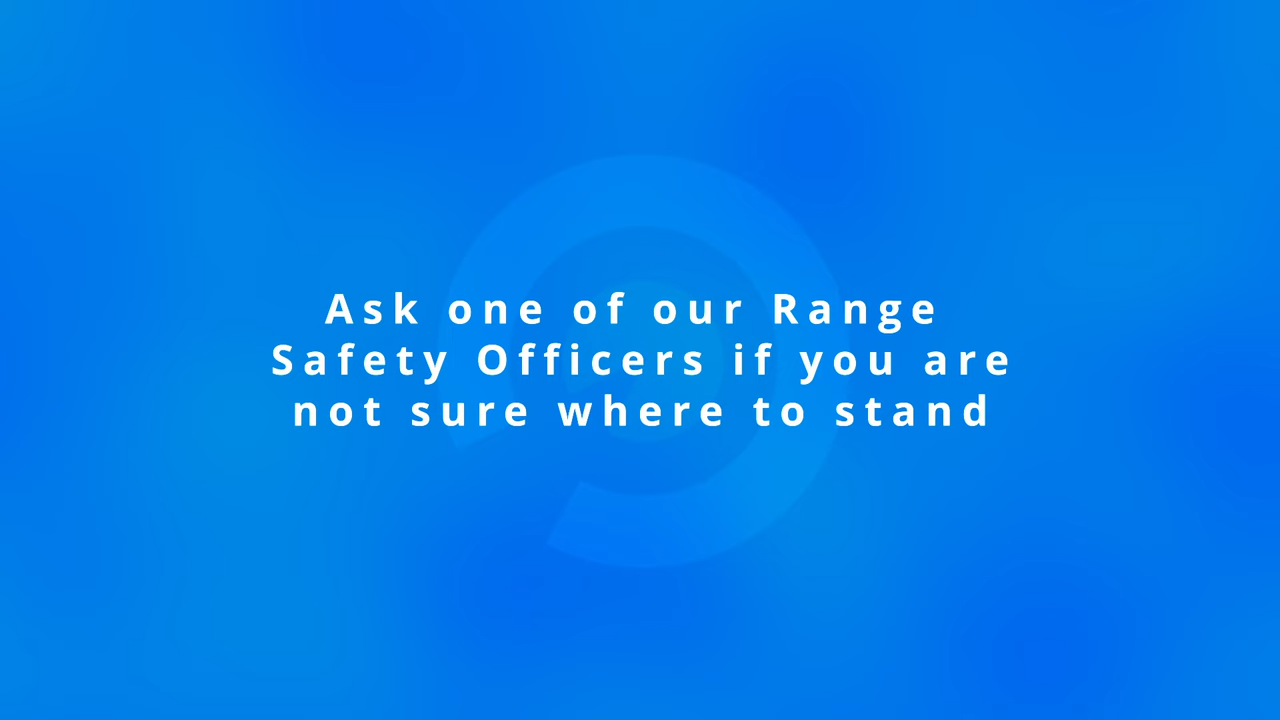 Ask one of our Range
Safety Officers if you are
not sure where to stand